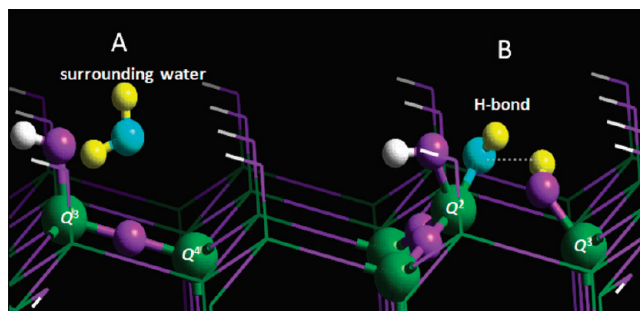 A
B
surrounding water
H-bond
Q³
Q⁴
Q²
Q³